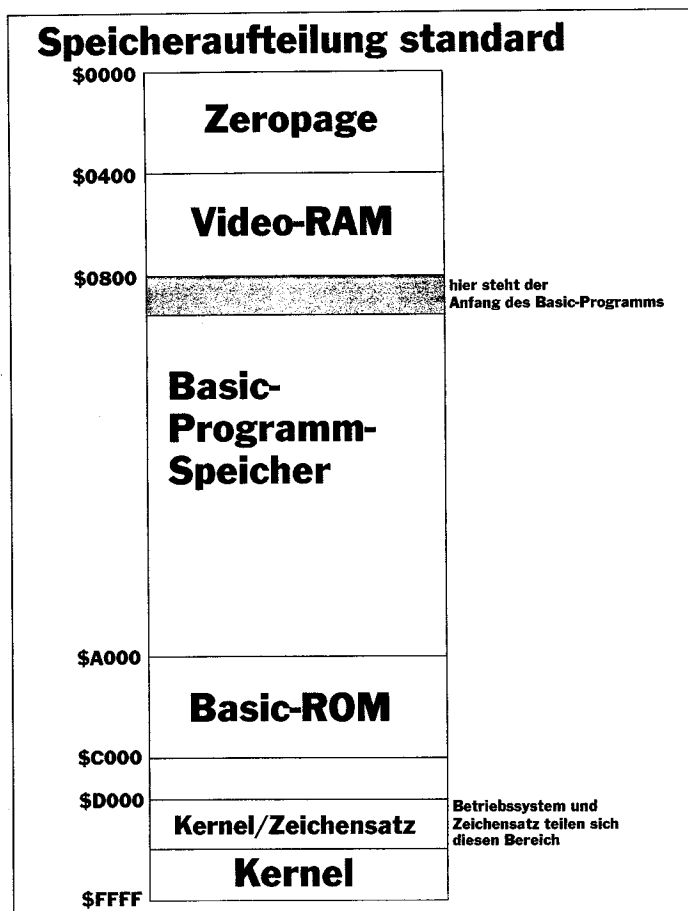 Speicheraufteilung standard
$0000
Zeropage
$0400
Video-RAM
$0800
hier steht der
Anfang des Basic-Programms
Basic-
Programm-
Speicher
$A000
Basic-ROM
$C000
$D000
Kernel/Zeichensatz
Betriebssystem und
Zeichensatz teilen sich
diesen Bereich
Kernel
$FFFF